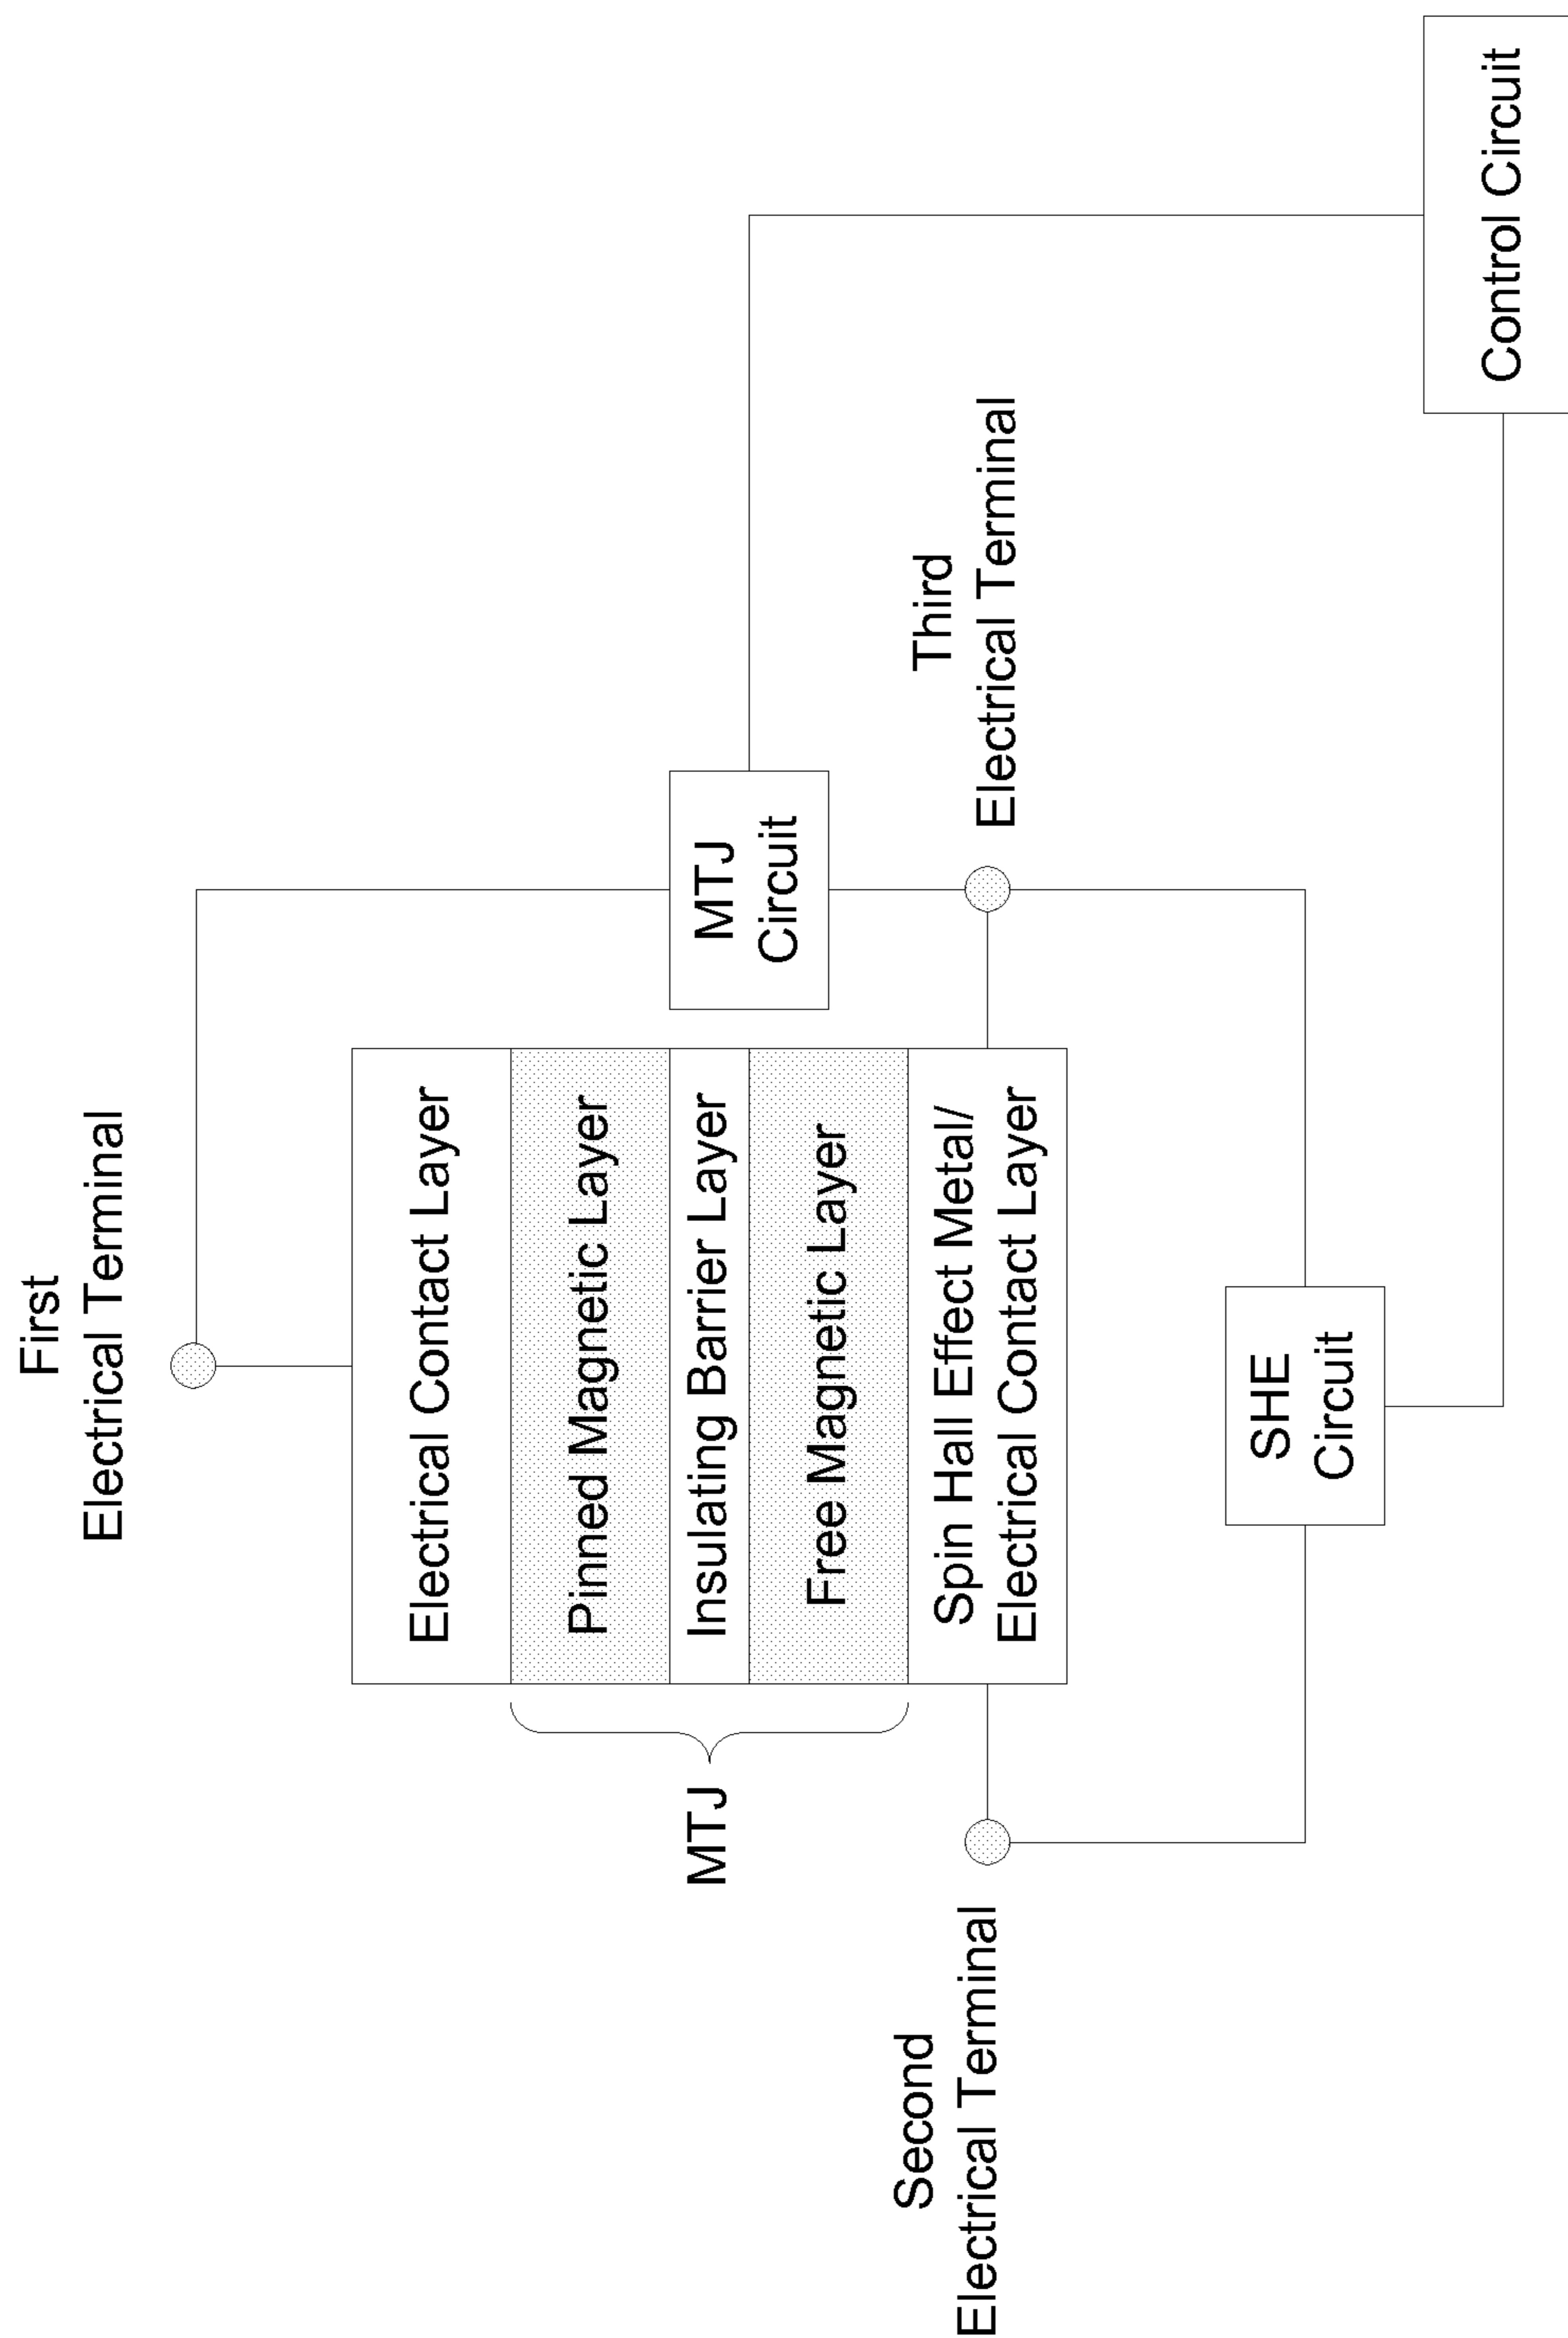 First
Electrical Terminal
Electrical Contact Layer
Pinned Magnetic Layer
Insulating Barrier Layer
Free Magnetic Layer
Spin Hall Effect Metal/
Electrical Contact Layer
MTJ
MTJ
Circuit
Second
Electrical Terminal
Third
Electrical Terminal
SHE
Circuit
Control Circuit